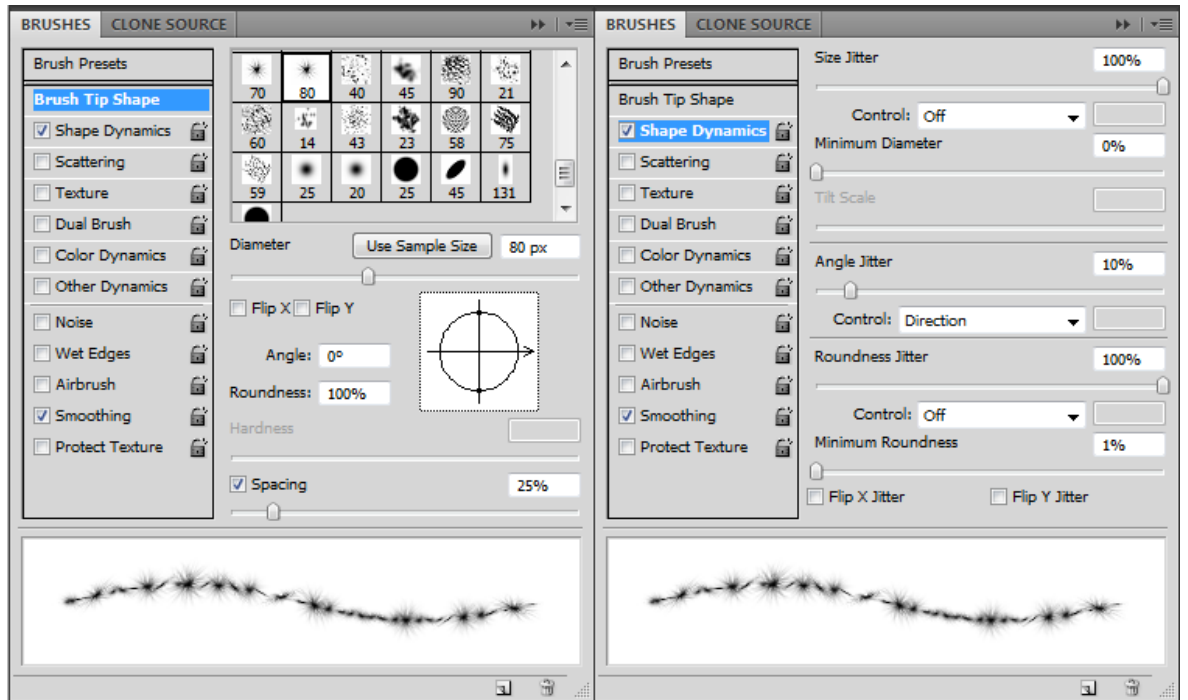 BRUSHES CLONE SOURCE
Brush Presets
Brush Tip Shape
Shape Dynamics
Scattering
Texture
Dual Brush
Color Dynamics
Other Dynamics
Noise
Wet Edges
Airbrush
Smoothing
Protect Texture
70 80 40 45 90 21
60 14 43 23 58 75
59 25 20 25 45 131
Diameter Use Sample Size 80 px
Flip X Flip Y
Angle: 0º
Roundness: 100%
Hardness
Spacing 25%
BRUSHES CLONE SOURCE
Brush Presets
Brush Tip Shape
Shape Dynamics
Scattering
Texture
Dual Brush
Color Dynamics
Other Dynamics
Noise
Wet Edges
Airbrush
Smoothing
Protect Texture
Size Jitter 100%
Control: Off
Minimum Diameter 0%
Tilt Scale
Angle Jitter 10%
Control: Direction
Roundness Jitter 100%
Control: Off
Minimum Roundness 1%
Flip X Jitter Flip Y Jitter